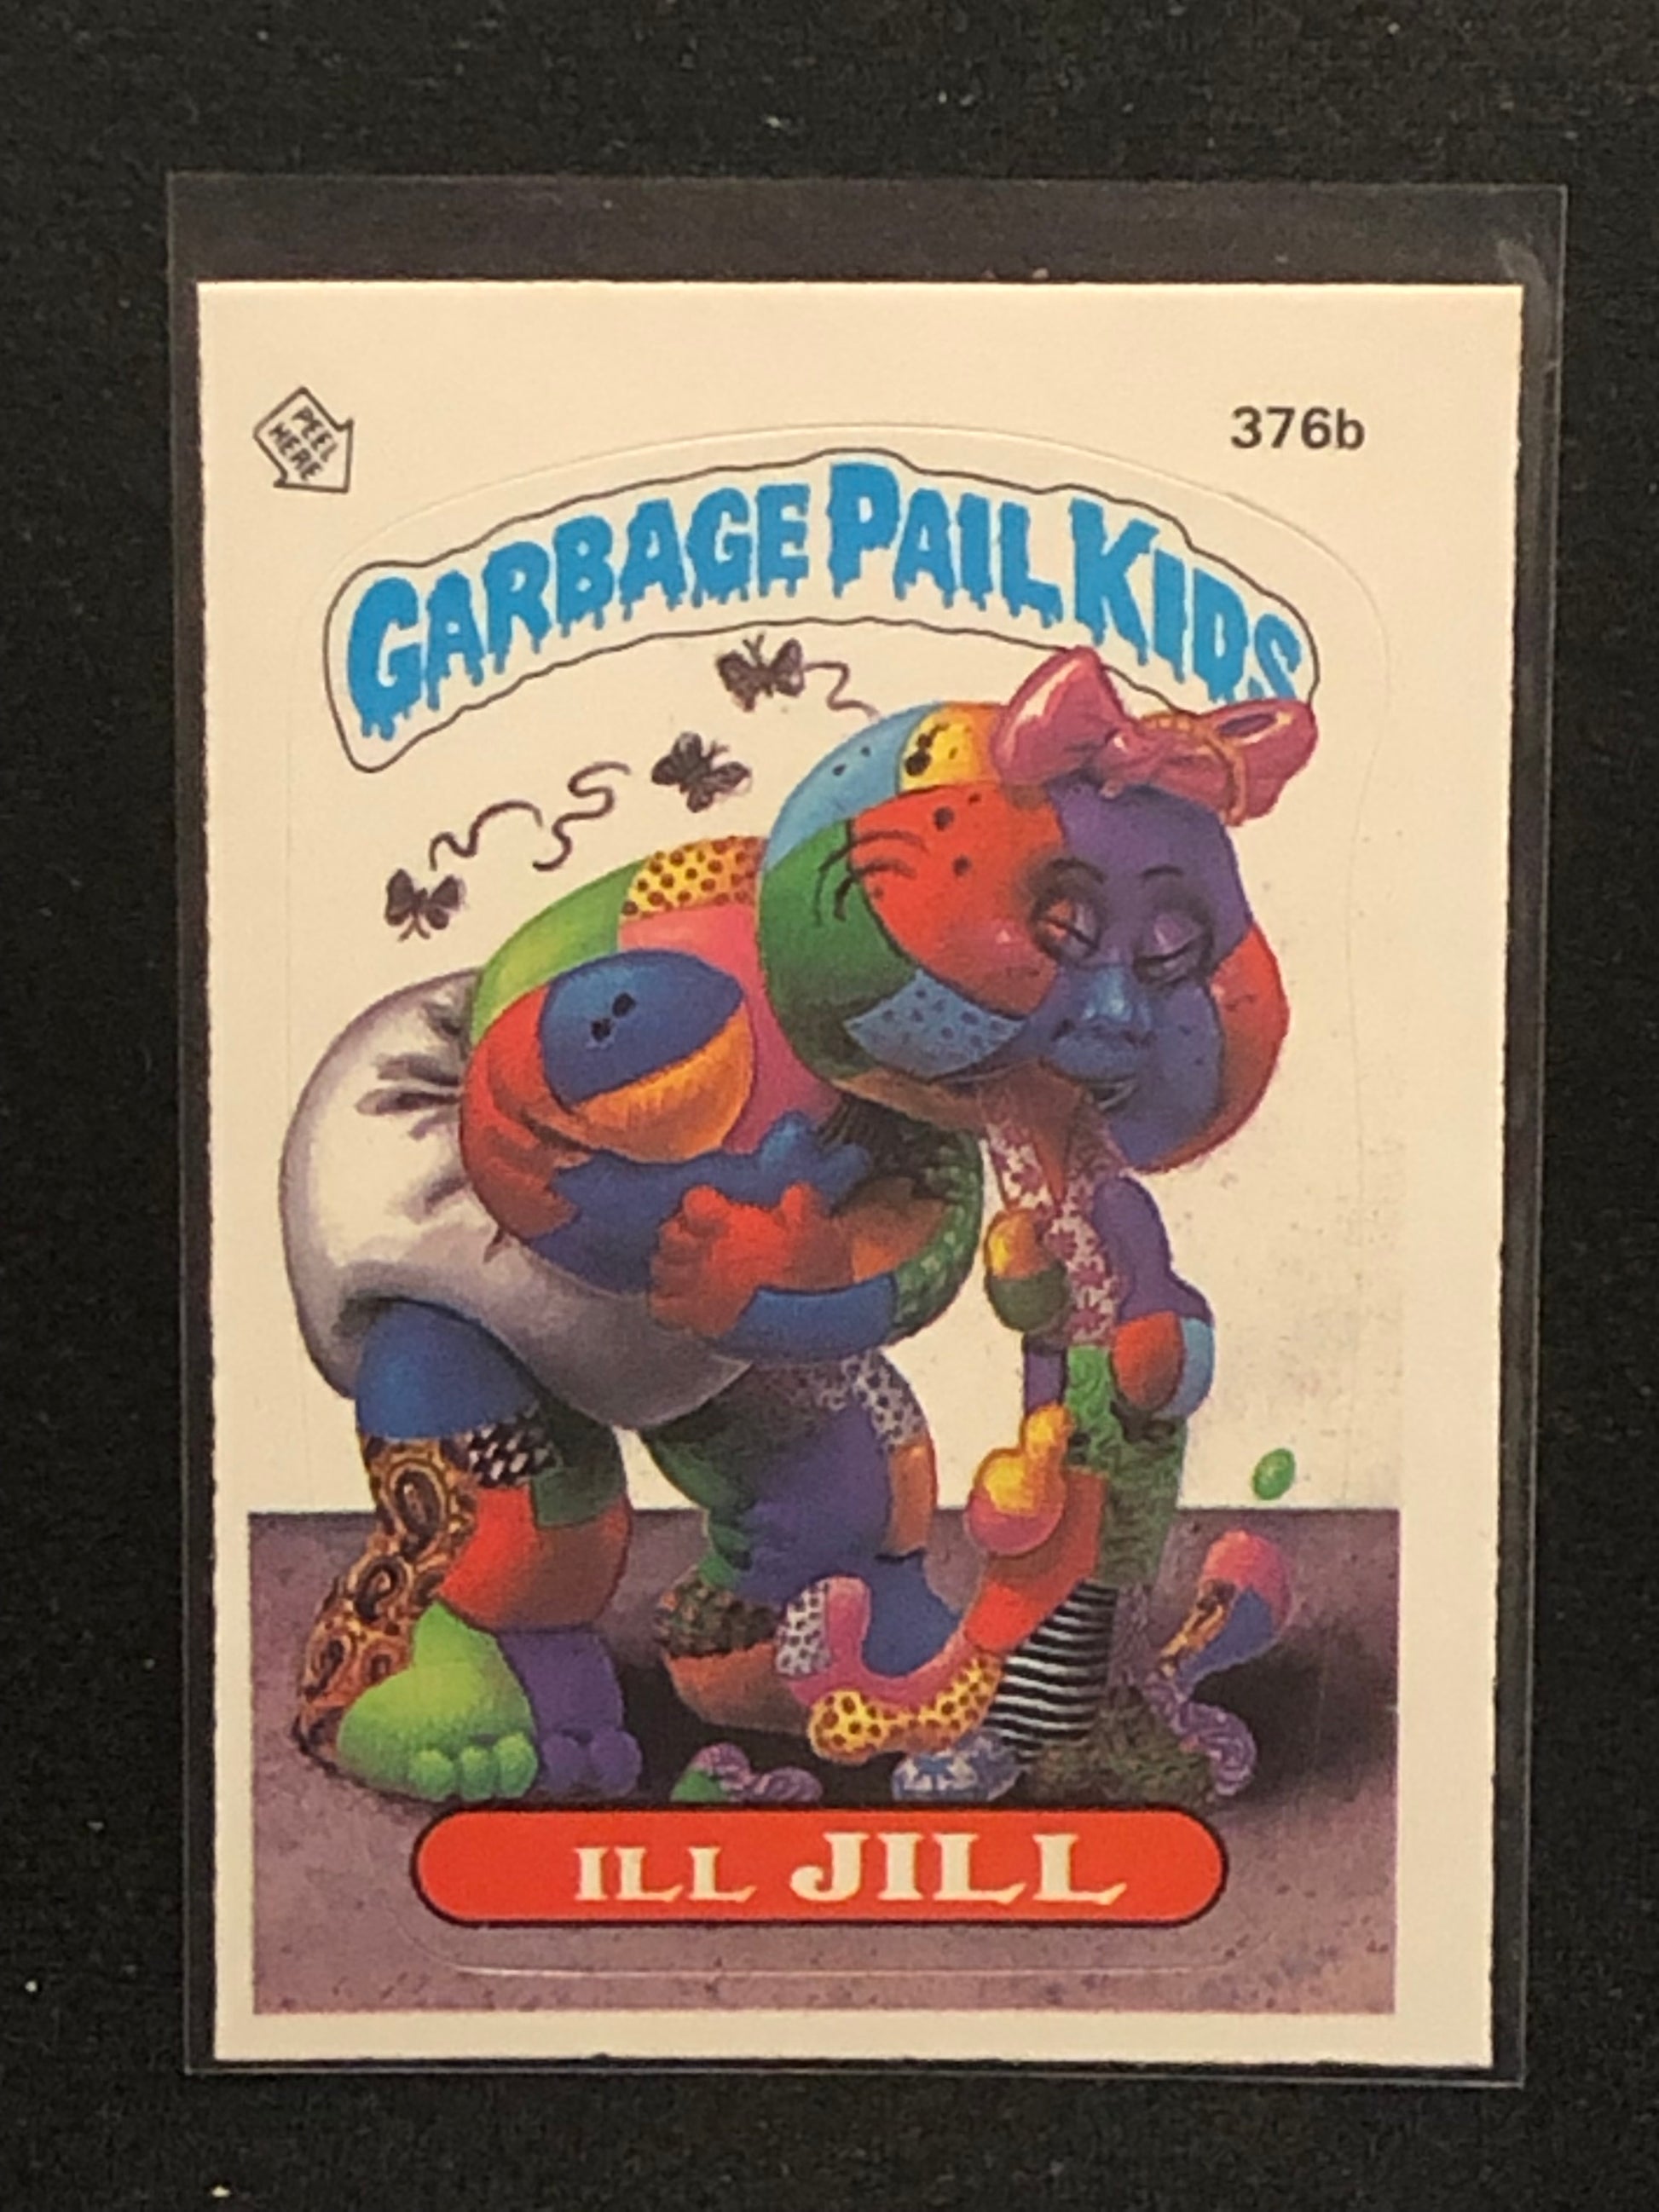 PEEL
HERE
376b
GARBAGE PAIL KIDS
ILL JILL